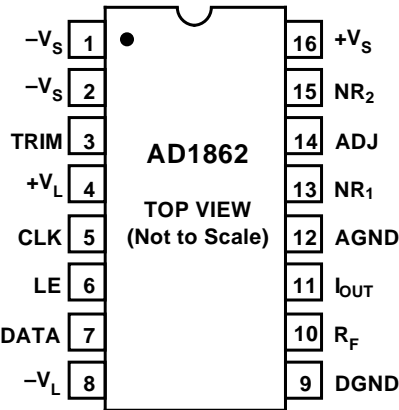 –VS 1 16 +VS
–VS 2 15 NR2
TRIM 3 14 ADJ
+VL 4 13 NR1
CLK 5 12 AGND
LE 6 11 IOUT
DATA 7 10 RF
–VL 8 9 DGND
AD1862
TOP VIEW
(Not to Scale)